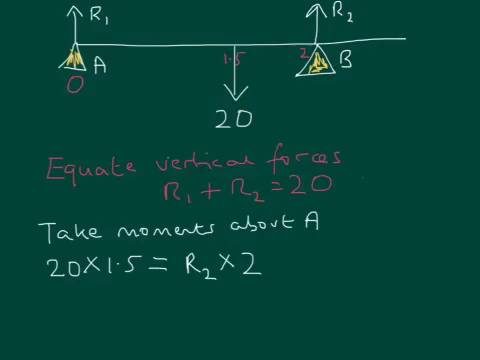 R₁ R₂
A 1.5 2 B
0
20
Equate vertical forces
R₁ + R₂ = 20
Take moments about A
20 × 1.5 = R₂ × 2